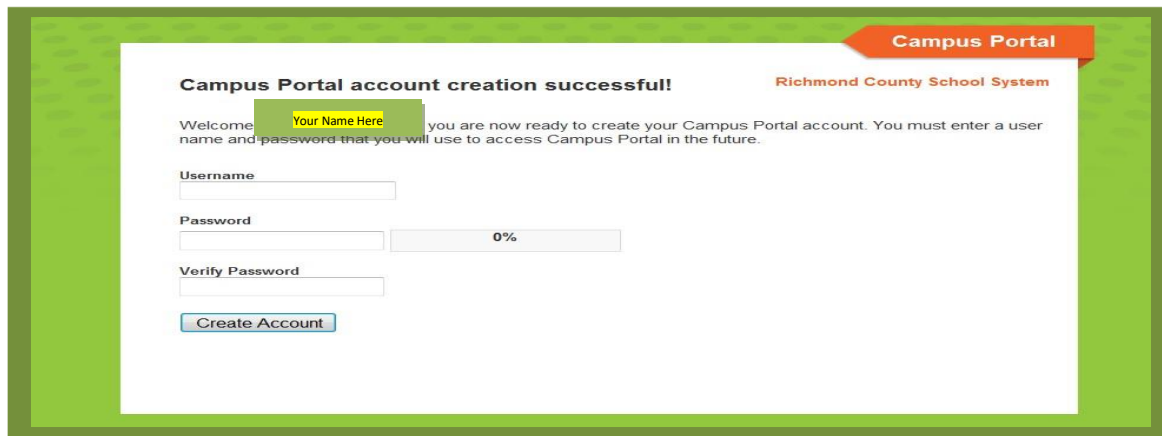 Campus Portal
Campus Portal account creation successful!
Richmond County School System
Welcome Your Name Here you are now ready to create your Campus Portal account. You must enter a user
name and password that you will use to access Campus Portal in the future.
Username
Password
0%
Verify Password
Create Account